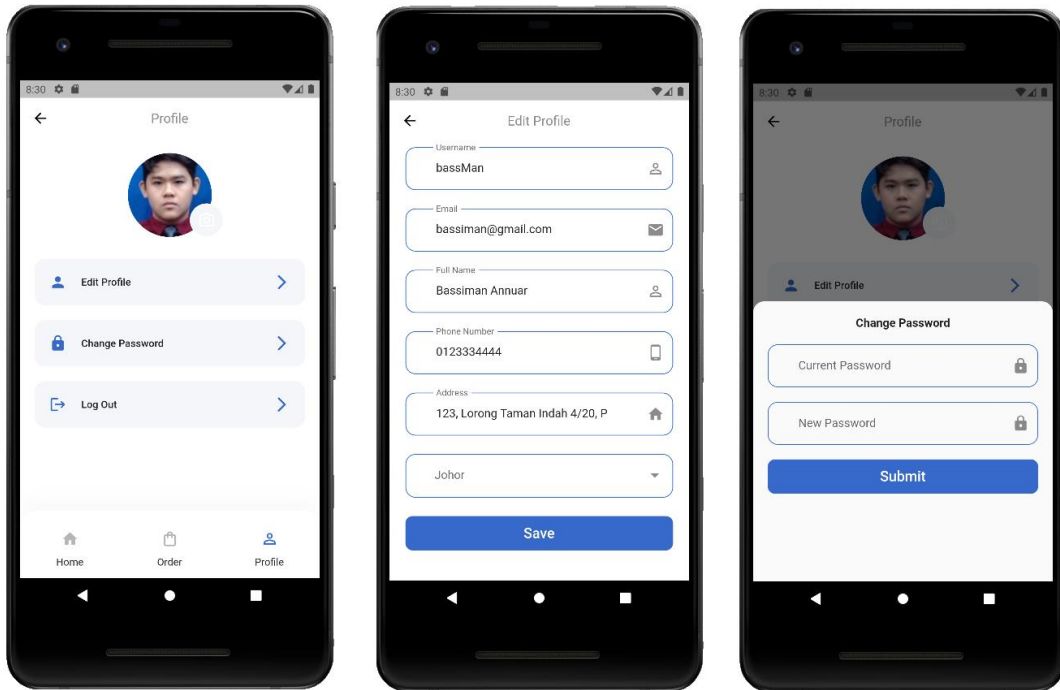 8:30
Profile
Edit Profile
Change Password
Log Out
Home
Order
Profile
8:30
Edit Profile
Username
bassMan
Email
bassiman@gmail.com
Full Name
Bassiman Annuar
Phone Number
0123334444
Address
123, Lorong Taman Indah 4/20, P
Johor
Save
8:30
Profile
Edit Profile
Change Password
Current Password
New Password
Submit